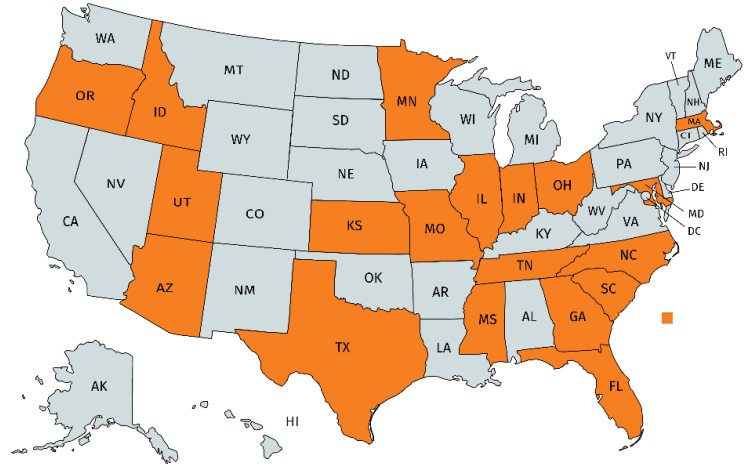 WA
MT
ND
MN
VT
ME
OR
ID
SD
WI
MI
NY
NH
MA
CT
RI
WY
IA
NE
PA
NJ
NV
UT
CO
IL
IN
OH
DE
MD
DC
CA
KS
MO
KY
WV
VA
AZ
NM
OK
AR
TN
NC
SC
MS
AL
GA
TX
LA
FL
AK
HI